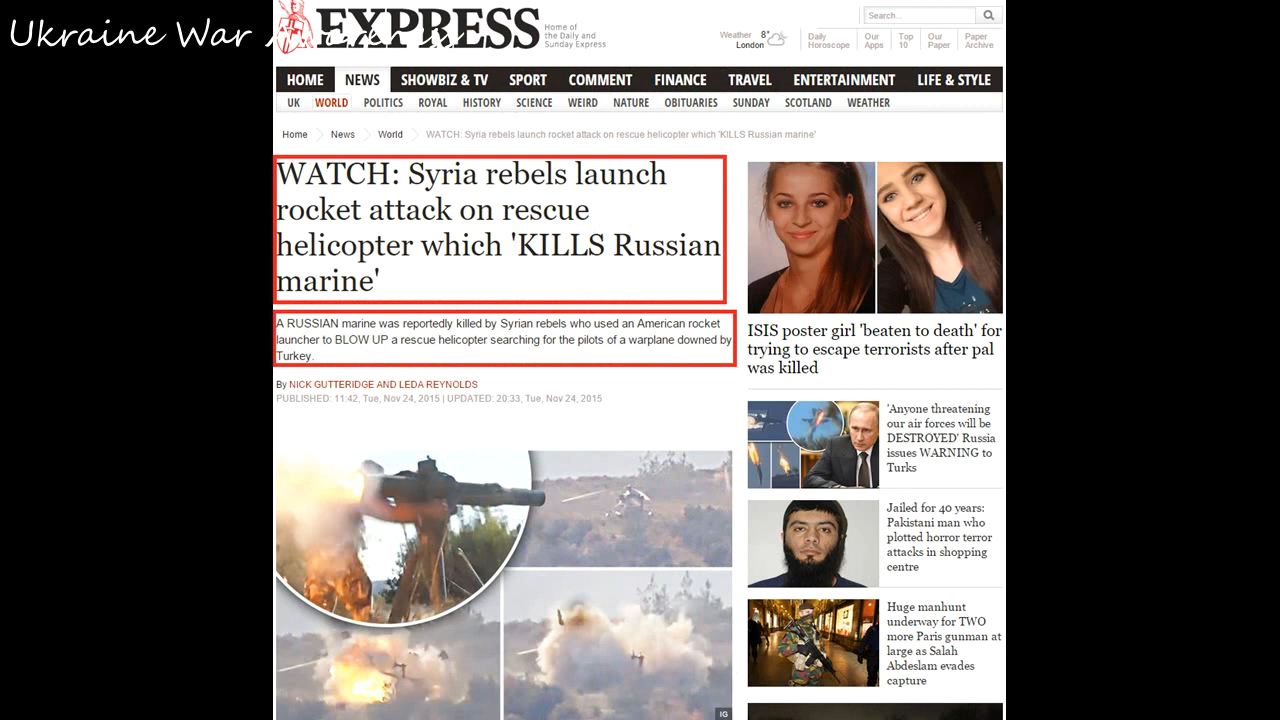 Ukraine War
EXPRESS
Home of
the Daily and
Sunday Express
Search...
Weather 8°
London
Daily
Horoscope
Our
Apps
Top
10
Our
Paper
Paper
Archive
HOME NEWS SHOWBIZ & TV SPORT COMMENT FINANCE TRAVEL ENTERTAINMENT LIFE & STYLE
UK WORLD POLITICS ROYAL HISTORY SCIENCE WEIRD NATURE OBITUARIES SUNDAY SCOTLAND WEATHER
Home News World WATCH: Syria rebels launch rocket attack on rescue helicopter which 'KILLS Russian marine'
WATCH: Syria rebels launch
rocket attack on rescue
helicopter which 'KILLS Russian
marine'
A RUSSIAN marine was reportedly killed by Syrian rebels who used an American rocket
launcher to BLOW UP a rescue helicopter searching for the pilots of a warplane downed by
Turkey.
By NICK GUTTERIDGE AND LEDA REYNOLDS
PUBLISHED: 11:42, Tue, Nov 24, 2015 | UPDATED: 20:33, Tue, Nov 24, 2015
IG
ISIS poster girl 'beaten to death' for
trying to escape terrorists after pal
was killed
'Anyone threatening
our air forces will be
DESTROYED' Russia
issues WARNING to
Turks
Jailed for 40 years:
Pakistani man who
plotted horror terror
attacks in shopping
centre
Huge manhunt
underway for TWO
more Paris gunman at
large as Salah
Abdeslam evades
capture